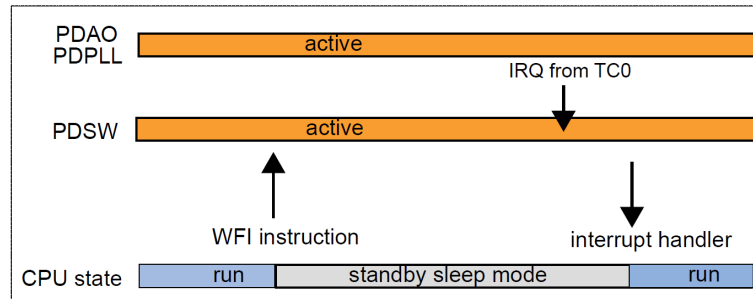 PDAO
PDPLL
active
IRQ from TC0
PDSW
active
WFI instruction
interrupt handler
CPU state
run
standby sleep mode
run